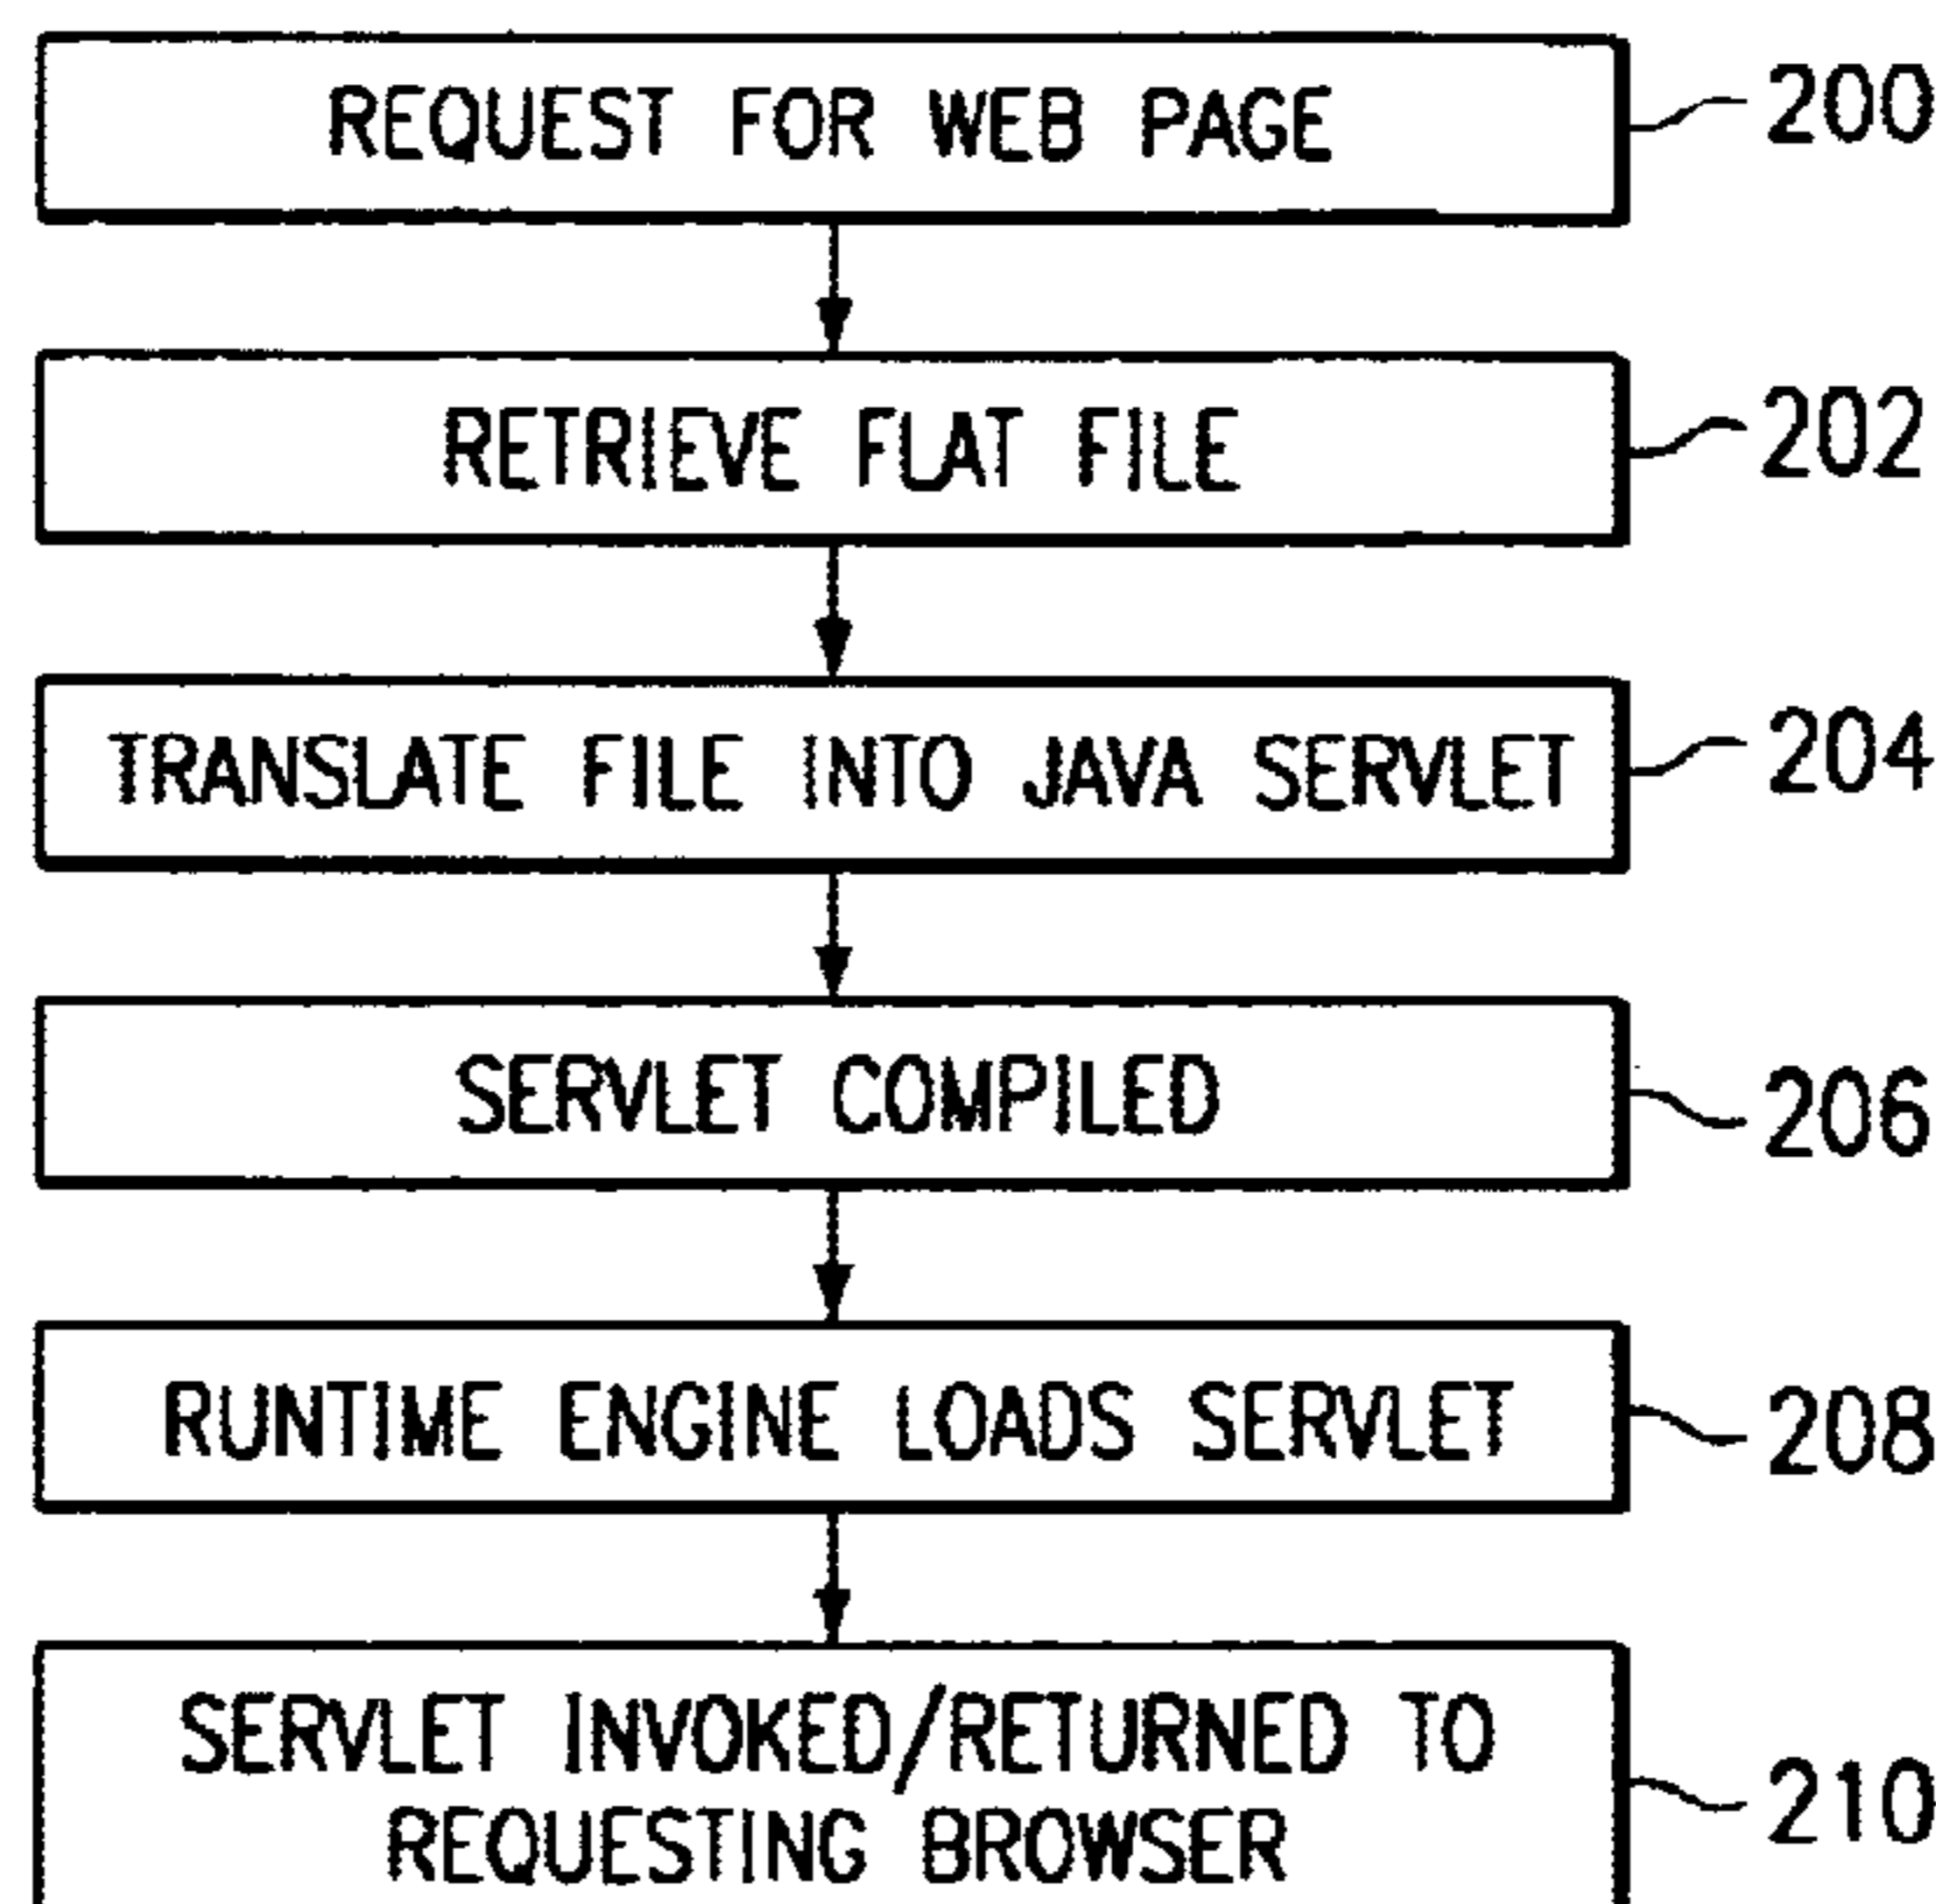 REQUEST FOR WEB PAGE 200
RETRIEVE FLAT FILE 202
TRANSLATE FILE INTO JAVA SERVLET 204
SERVLET COMPILED 206
RUNTIME ENGINE LOADS SERVLET 208
SERVLET INVOKED/RETURNED TO
REQUESTING BROWSER 210